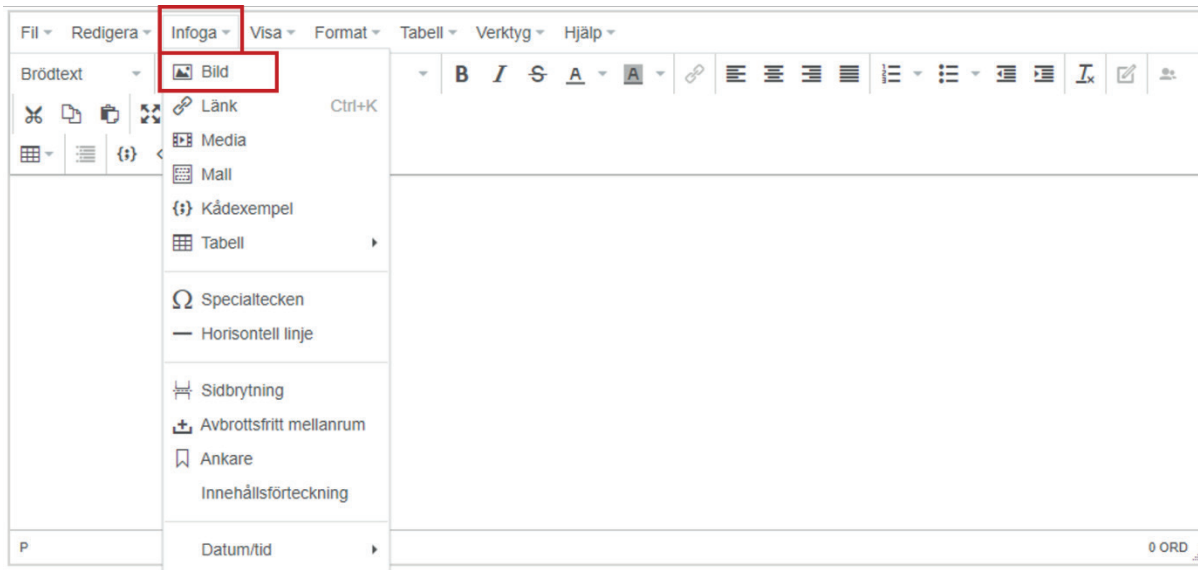 Fil Redigera Infoga Visa Format Tabell Verktyg Hjälp
Brödtext B I S A A
Bild
Länk Ctrl+K
Media
Mall
Kådexempel
Tabell
Specialtecken
Horisontell linje
Sidbrytning
Avbrottsfritt mellanrum
Ankare
Innehållsförteckning
Datum/tid
P 0 ORD